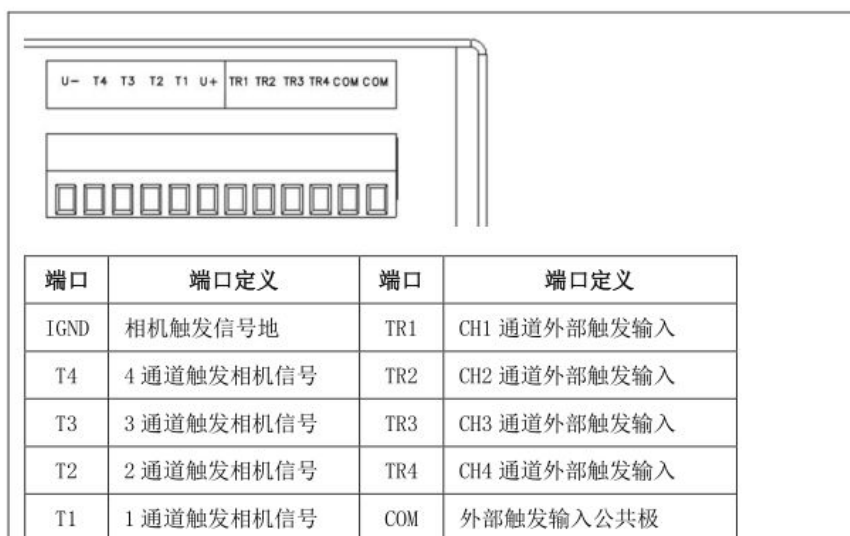 U- T4 T3 T2 T1 U+ TR1 TR2 TR3 TR4 COM COM
端口 端口定义 端口 端口定义
IGND 相机触发信号地 TR1 CH1 通道外部触发输入
T4 4 通道触发相机信号 TR2 CH2 通道外部触发输入
T3 3 通道触发相机信号 TR3 CH3 通道外部触发输入
T2 2 通道触发相机信号 TR4 CH4 通道外部触发输入
T1 1 通道触发相机信号 COM 外部触发输入公共极